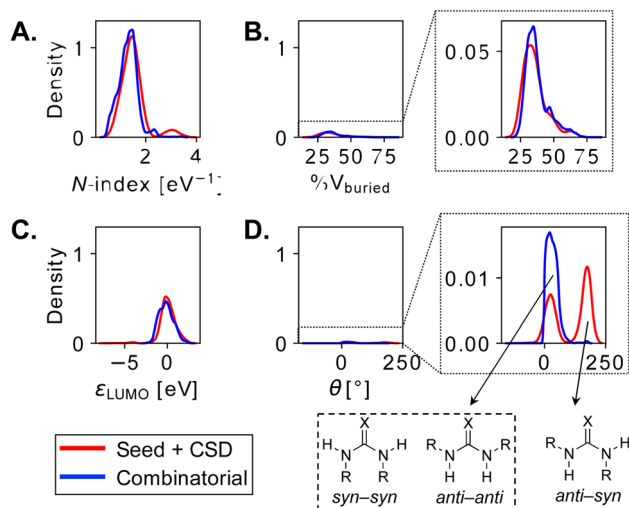 A.
B.
Density
1
0
2
4
N-index [eV⁻¹]
1
0
25
50
75
%V_buried
0.05
0.00
25
50
75
C.
D.
Density
1
0
−5
0
ε_LUMO [eV]
1
0
0
250
θ [°]
0.01
0.00
0
250
Seed + CSD
Combinatorial
X
H
N
N
H
R
R
syn–syn
X
R
N
N
R
H
H
anti–anti
X
R
N
N
H
H
R
anti–syn